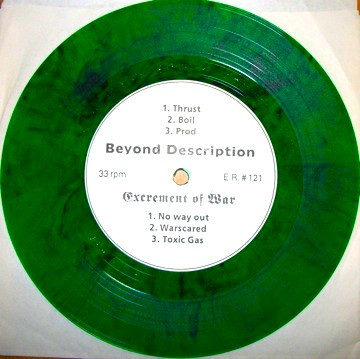 1. Thrust
2. Boil
3. Prod
Beyond Description
33 rpm
E.R. #121
Excrement of War
1. No way out
2. Warscared
3. Toxic Gas